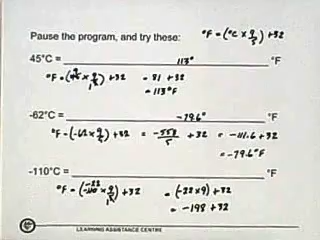 Pause the program, and try these: °F = (°C × 9/5) + 32
45°C = 113° °F
°F = (45 × 9/5) + 32 = 81 + 32
= 113°F
-62°C = -79.6° °F
°F = (-62 × 9/5) + 32 = -558/5 + 32 = -111.6 + 32
= -79.6°F
-110°C = °F
°F = (-110 × 9/5) + 32 = (-22 × 9) + 32
-22 1
= -198 + 32
LEARNING ASSISTANCE CENTRE